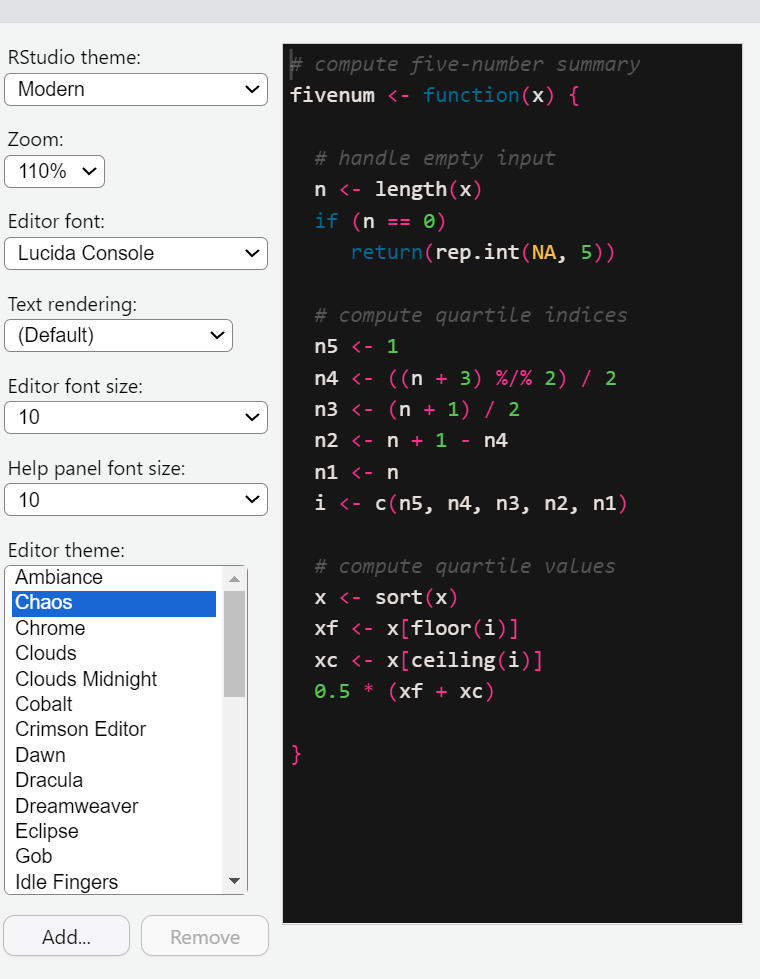 RStudio theme:
Modern
Zoom:
110%
Editor font:
Lucida Console
Text rendering:
(Default)
Editor font size:
10
Help panel font size:
10
Editor theme:
Ambiance
Chaos
Chrome
Clouds
Clouds Midnight
Cobalt
Crimson Editor
Dawn
Dracula
Dreamweaver
Eclipse
Gob
Idle Fingers
Add...
Remove
# compute five-number summary
fivenum <- function(x) {
  # handle empty input
  n <- length(x)
  if (n == 0)
     return(rep.int(NA, 5))
  # compute quartile indices
  n5 <- 1
  n4 <- ((n + 3) %/% 2) / 2
  n3 <- (n + 1) / 2
  n2 <- n + 1 - n4
  n1 <- n
  i <- c(n5, n4, n3, n2, n1)
  # compute quartile values
  x <- sort(x)
  xf <- x[floor(i)]
  xc <- x[ceiling(i)]
  0.5 * (xf + xc)
}